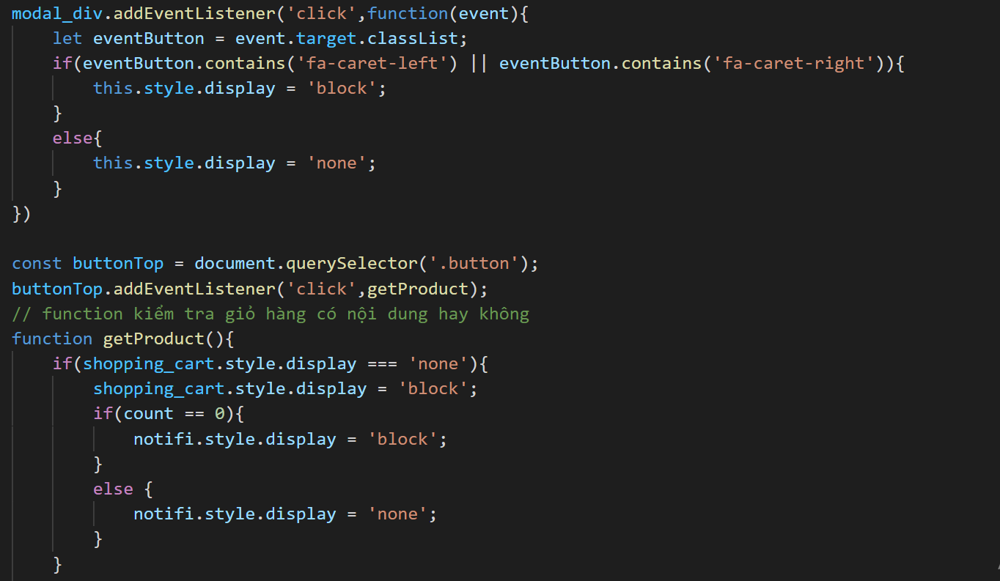 modal_div.addEventListener('click',function(event){
    let eventButton = event.target.classList;
    if(eventButton.contains('fa-caret-left') || eventButton.contains('fa-caret-right')){
        this.style.display = 'block';
    }
    else{
        this.style.display = 'none';
    }
})

const buttonTop = document.querySelector('.button');
buttonTop.addEventListener('click',getProduct);
// function kiểm tra giỏ hàng có nội dung hay không
function getProduct(){
    if(shopping_cart.style.display === 'none'){
        shopping_cart.style.display = 'block';
        if(count == 0){
            notifi.style.display = 'block';
        }
        else {
            notifi.style.display = 'none';
        }
    }